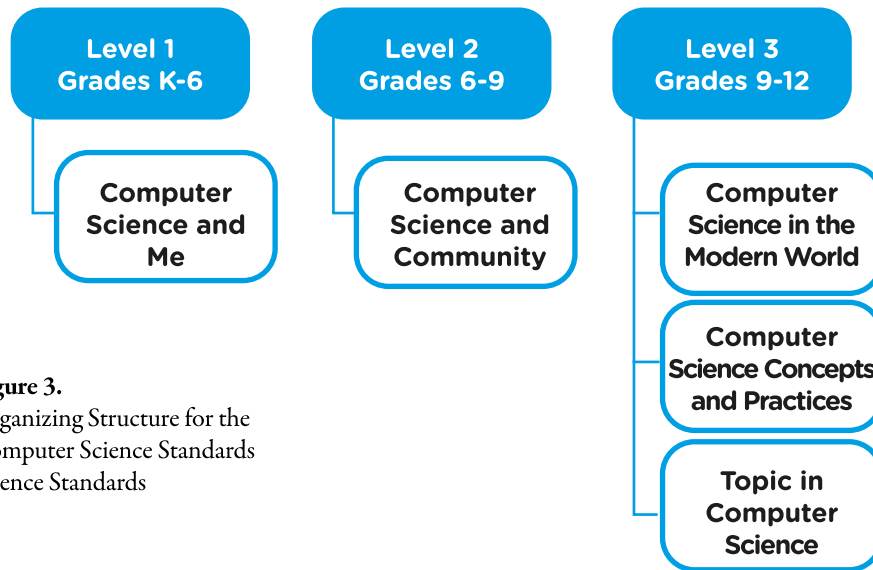 Level 1
Grades K-6
Level 2
Grades 6-9
Level 3
Grades 9-12
Computer
Science and
Me
Computer
Science and
Community
Computer
Science in the
Modern World
Computer
Science Concepts
and Practices
Topic in
Computer
Science
gure 3.
ganizing Structure for the
omputer Science Standards
ence Standards